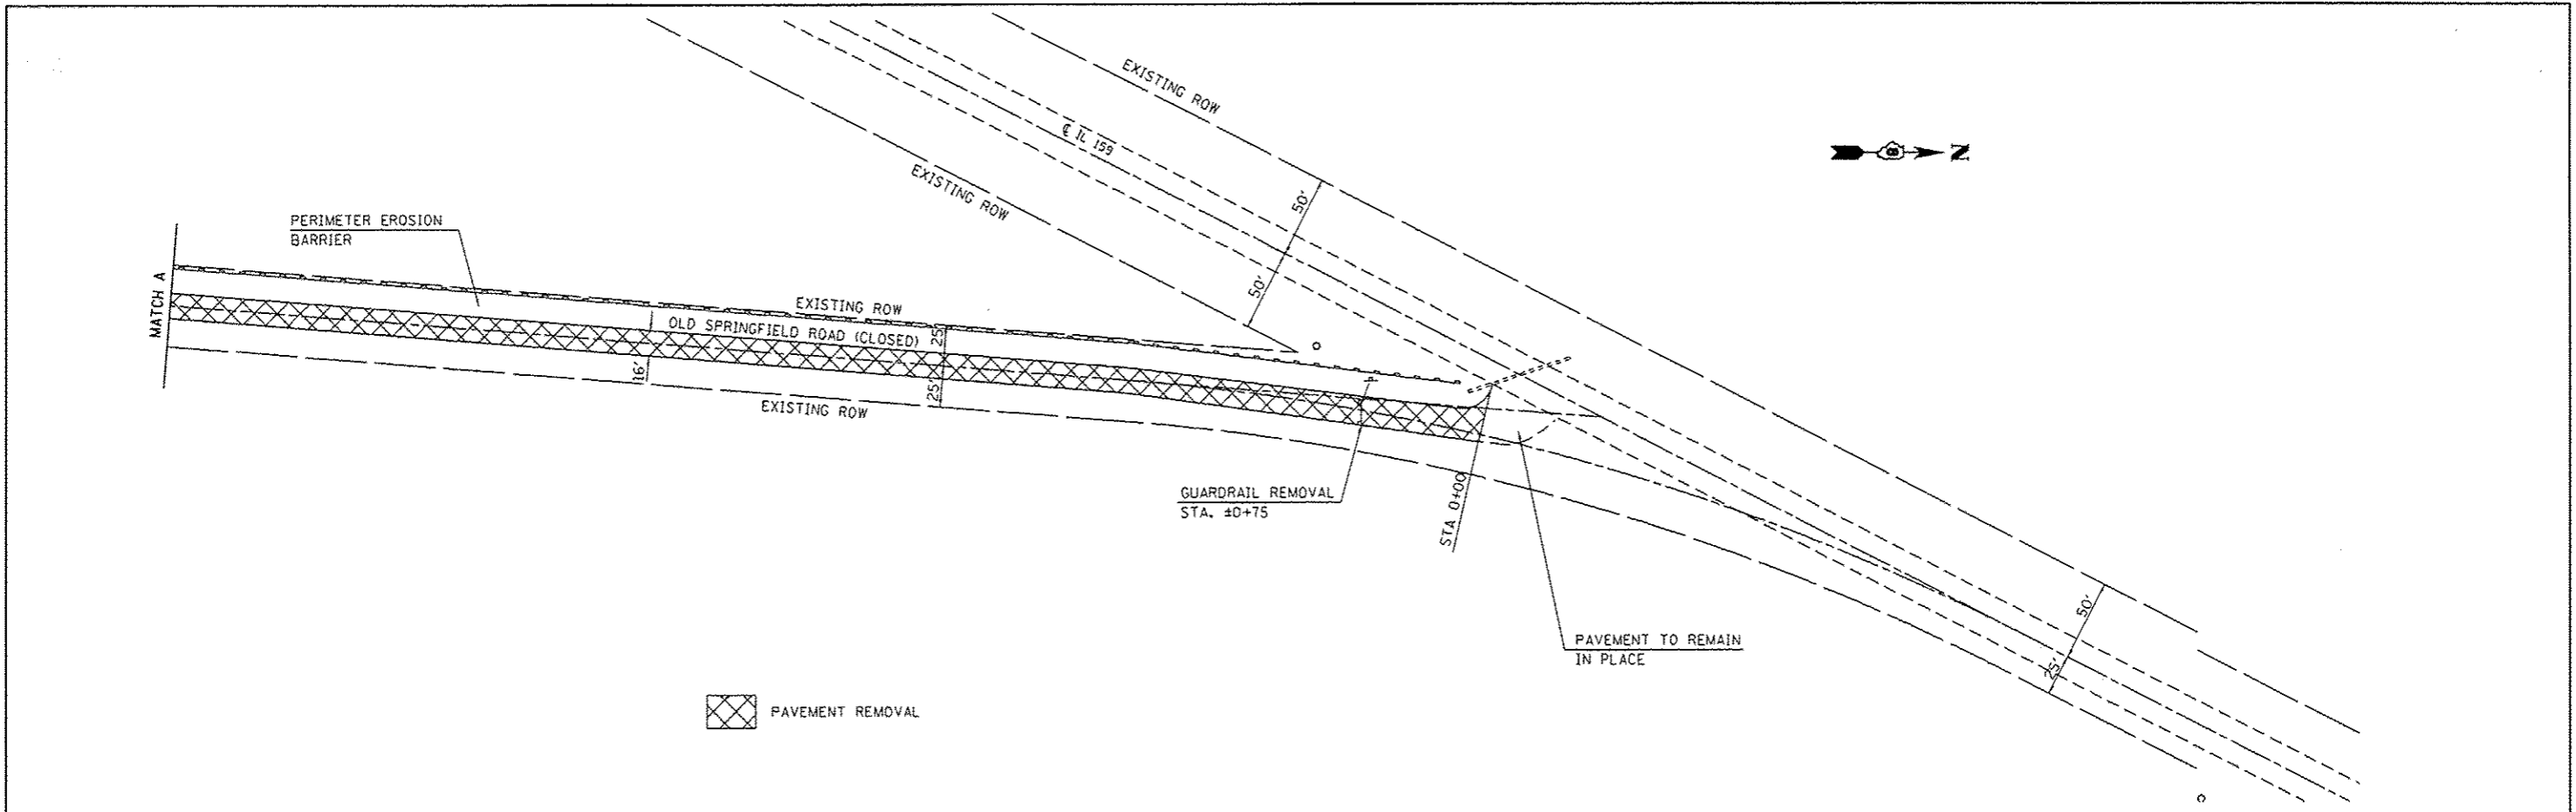 EXISTING ROW
℄ IL 159
EXISTING ROW
50'
50'
N
PERIMETER EROSION
BARRIER
MATCH A
EXISTING ROW
OLD SPRINGFIELD ROAD (CLOSED)
25'
16'
25'
EXISTING ROW
GUARDRAIL REMOVAL
STA. ±0+75
STA 0+00
PAVEMENT TO REMAIN
IN PLACE
50'
25'
PAVEMENT REMOVAL